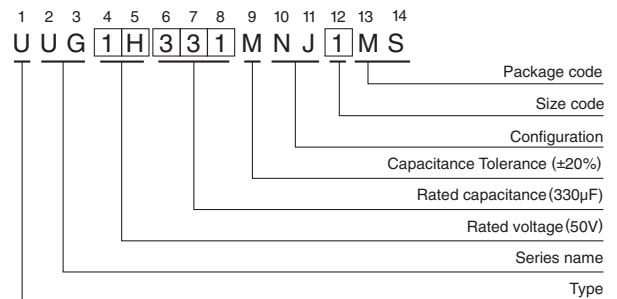 1 2 3 4 5 6 7 8 9 10 11 12 13 14
U U G 1 H 3 3 1 M N J 1 M S
Package code
Size code
Configuration
Capacitance Tolerance (±20%)
Rated capacitance (330µF)
Rated voltage (50V)
Series name
Type